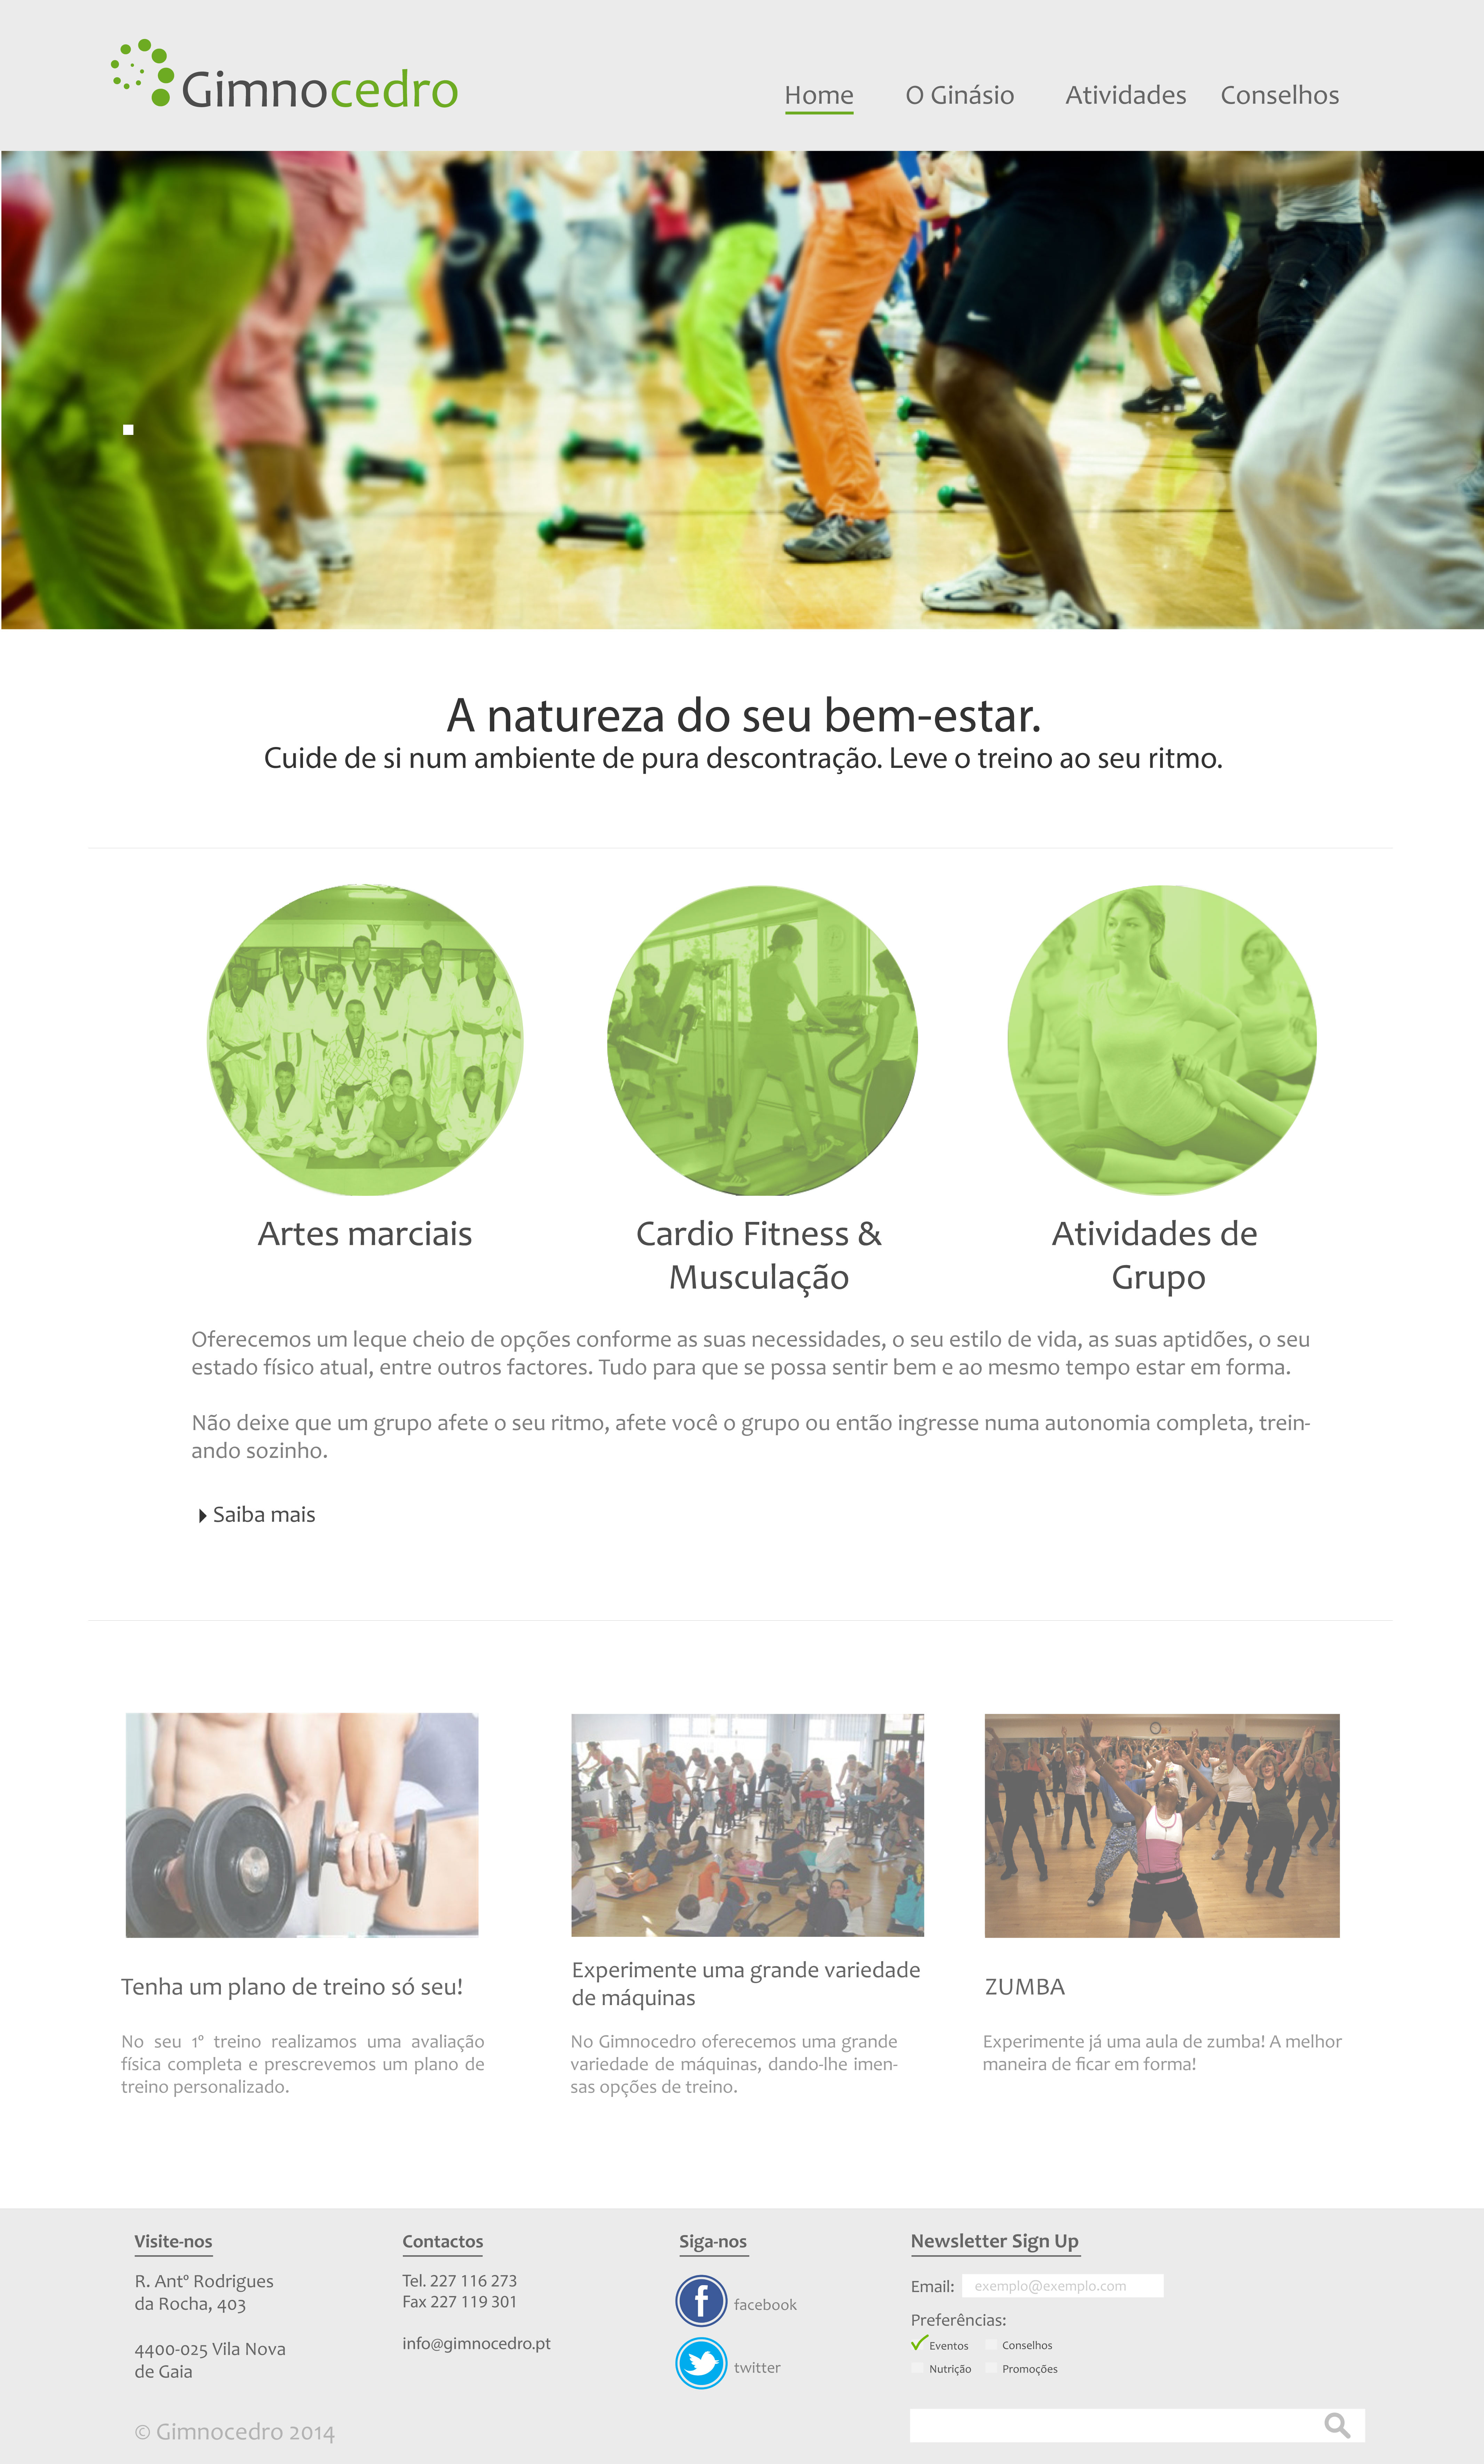 Gimnocedro
Home O Ginásio Atividades Conselhos
A natureza do seu bem-estar.
Cuide de si num ambiente de pura descontração. Leve o treino ao seu ritmo.
Artes marciais
Cardio Fitness &
Musculação
Atividades de
Grupo
Oferecemos um leque cheio de opções conforme as suas necessidades, o seu estilo de vida, as suas aptidões, o seu
estado físico atual, entre outros factores. Tudo para que se possa sentir bem e ao mesmo tempo estar em forma.
Não deixe que um grupo afete o seu ritmo, afete você o grupo ou então ingresse numa autonomia completa, trein-
ando sozinho.
Saiba mais
Tenha um plano de treino só seu!
No seu 1º treino realizamos uma avaliação
física completa e prescrevemos um plano de
treino personalizado.
Experimente uma grande variedade
de máquinas
No Gimnocedro oferecemos uma grande
variedade de máquinas, dando-lhe imen-
sas opções de treino.
ZUMBA
Experimente já uma aula de zumba! A melhor
maneira de ficar em forma!
Visite-nos
R. Antº Rodrigues
da Rocha, 403
4400-025 Vila Nova
de Gaia
© Gimnocedro 2014
Contactos
Tel. 227 116 273
Fax 227 119 301
info@gimnocedro.pt
Siga-nos
facebook
twitter
Newsletter Sign Up
Email: exemplo@exemplo.com
Preferências:
Eventos Conselhos
Nutrição Promoções